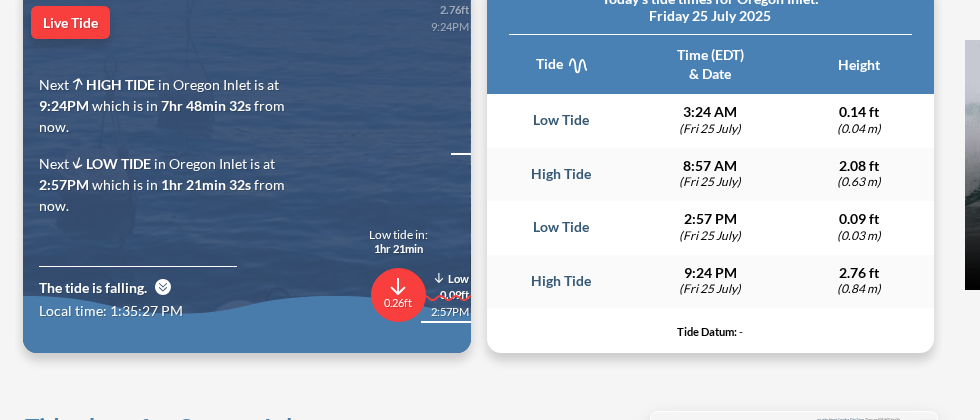 2.76ft
9:24PM
Live Tide
Next HIGH TIDE in Oregon Inlet is at
9:24PM which is in 7hr 48min 32s from
now.
Next LOW TIDE in Oregon Inlet is at
2:57PM which is in 1hr 21min 32s from
now.
Low tide in:
1hr 21min
The tide is falling.
Low
0.09ft
0.26ft
Local time: 1:35:27 PM
2:57PM
Today's tide times for Oregon Inlet:
Friday 25 July 2025
Tide Time (EDT) Height
& Date
Low Tide 3:24 AM 0.14 ft
(Fri 25 July) (0.04 m)
High Tide 8:57 AM 2.08 ft
(Fri 25 July) (0.63 m)
Low Tide 2:57 PM 0.09 ft
(Fri 25 July) (0.03 m)
High Tide 9:24 PM 2.76 ft
(Fri 25 July) (0.84 m)
Tide Datum: -